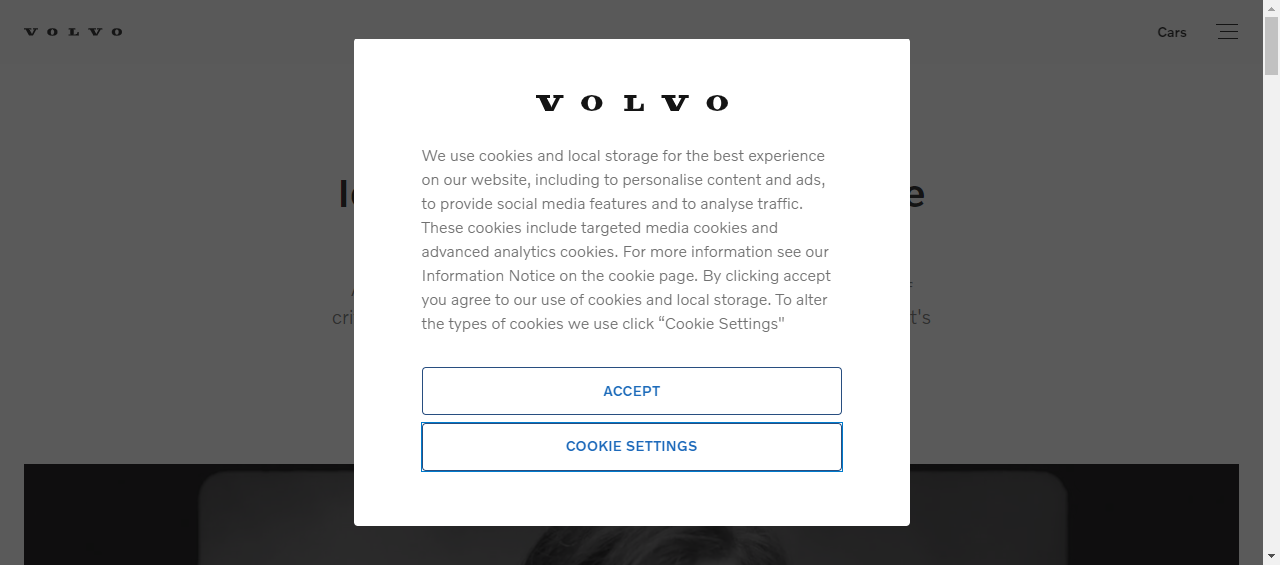 VOLVO
Cars
VOLVO
We use cookies and local storage for the best experience
on our website, including to personalise content and ads,
to provide social media features and to analyse traffic.
These cookies include targeted media cookies and
advanced analytics cookies. For more information see our
Information Notice on the cookie page. By clicking accept
you agree to our use of cookies and local storage. To alter
the types of cookies we use click “Cookie Settings"
ACCEPT
COOKIE SETTINGS